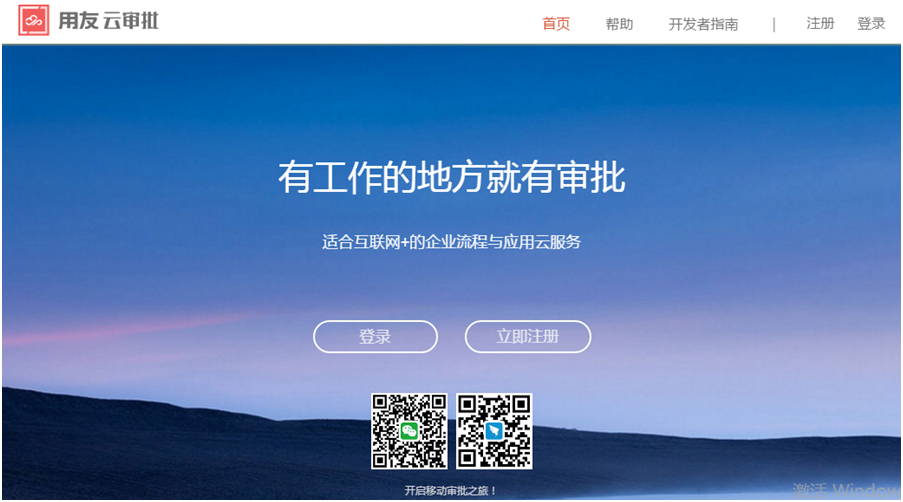 用友 云审批
首页 帮助 开发者指南 | 注册 登录
有工作的地方就有审批
适合互联网+的企业流程与应用云服务
登录 立即注册
开启移动审批之旅！
激活 Window